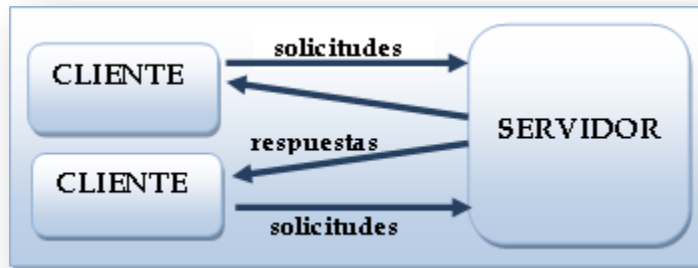 solicitudes
CLIENTE
SERVIDOR
respuestas
CLIENTE
solicitudes